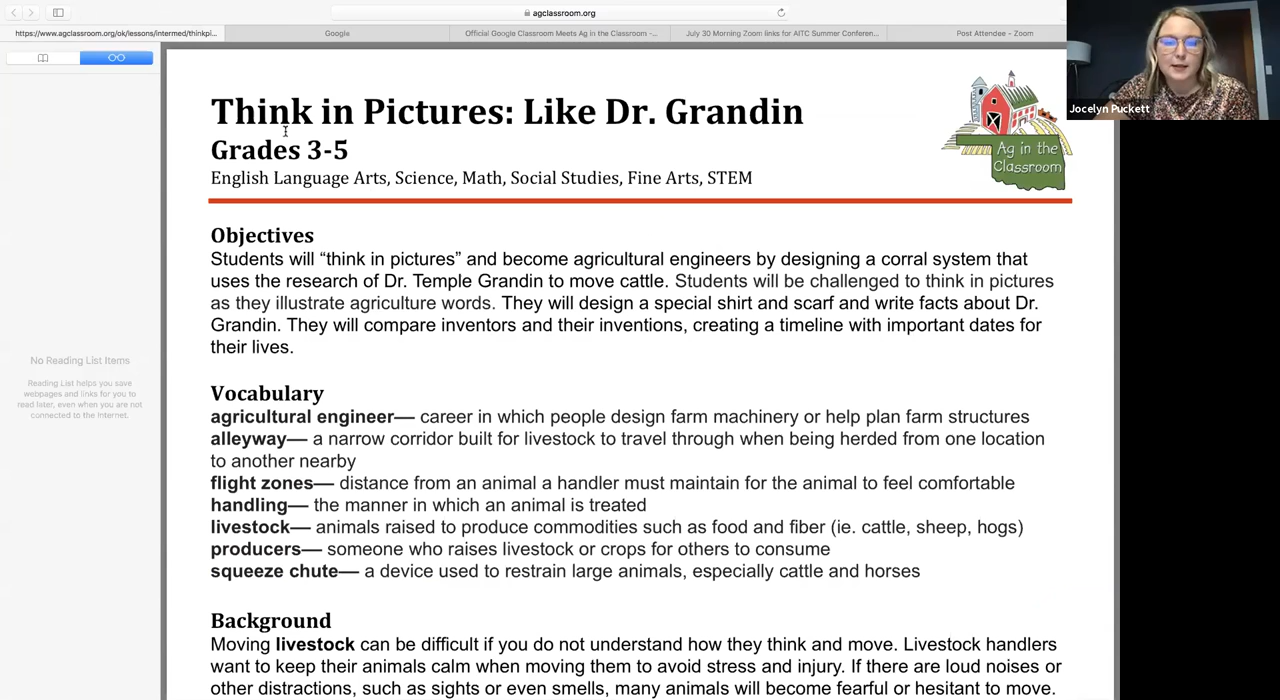 agclassroom.org
https://www.agclassroom.org/ok/lessons/intermed/thinkpi...
Google
Official Google Classroom Meets Ag in the Classroom -...
July 30 Morning Zoom links for AITC Summer Conferen...
Post Attendee - Zoom
Jocelyn Puckett
No Reading List Items
Reading List helps you save
webpages and links for you to
read later, even when you are not
connected to the Internet.
Think in Pictures: Like Dr. Grandin
Grades 3-5
English Language Arts, Science, Math, Social Studies, Fine Arts, STEM
Ag in the
Classroom
Objectives
Students will “think in pictures” and become agricultural engineers by designing a corral system that
uses the research of Dr. Temple Grandin to move cattle. Students will be challenged to think in pictures
as they illustrate agriculture words. They will design a special shirt and scarf and write facts about Dr.
Grandin. They will compare inventors and their inventions, creating a timeline with important dates for
their lives.
Vocabulary
agricultural engineer— career in which people design farm machinery or help plan farm structures
alleyway— a narrow corridor built for livestock to travel through when being herded from one location
to another nearby
flight zones— distance from an animal a handler must maintain for the animal to feel comfortable
handling— the manner in which an animal is treated
livestock— animals raised to produce commodities such as food and fiber (ie. cattle, sheep, hogs)
producers— someone who raises livestock or crops for others to consume
squeeze chute— a device used to restrain large animals, especially cattle and horses
Background
Moving livestock can be difficult if you do not understand how they think and move. Livestock handlers
want to keep their animals calm when moving them to avoid stress and injury. If there are loud noises or
other distractions, such as sights or even smells, many animals will become fearful or hesitant to move.